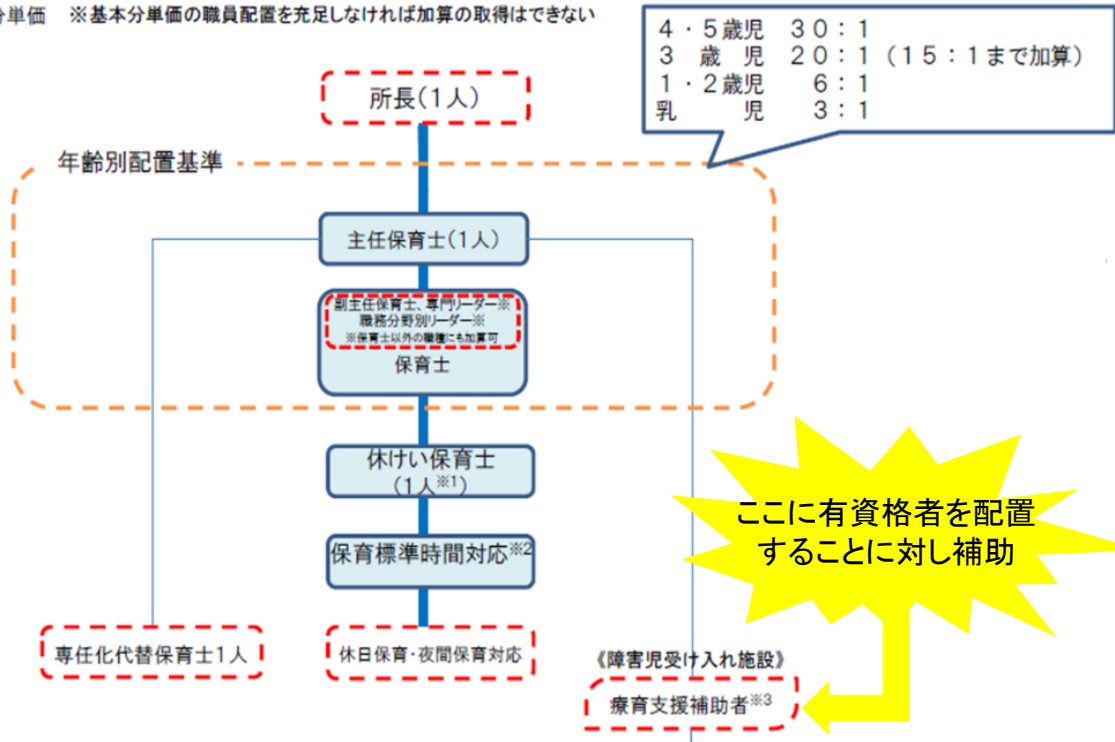 分単価 ※基本分単価の職員配置を充足しなければ加算の取得はできない
4・5歳児 30:1
3歳児 20:1(15:1まで加算)
1・2歳児 6:1
乳児 3:1
所長(1人)
年齢別配置基準
主任保育士(1人)
副主任保育士、専門リーダー※
職務分野別リーダー※
※保育士以外の職種にも加算可
保育士
休けい保育士
(1人※1)
保育標準時間対応※2
ここに有資格者を配置
することに対し補助
専任化代替保育士1人
休日保育・夜間保育対応
《障害児受け入れ施設》
療育支援補助者※3